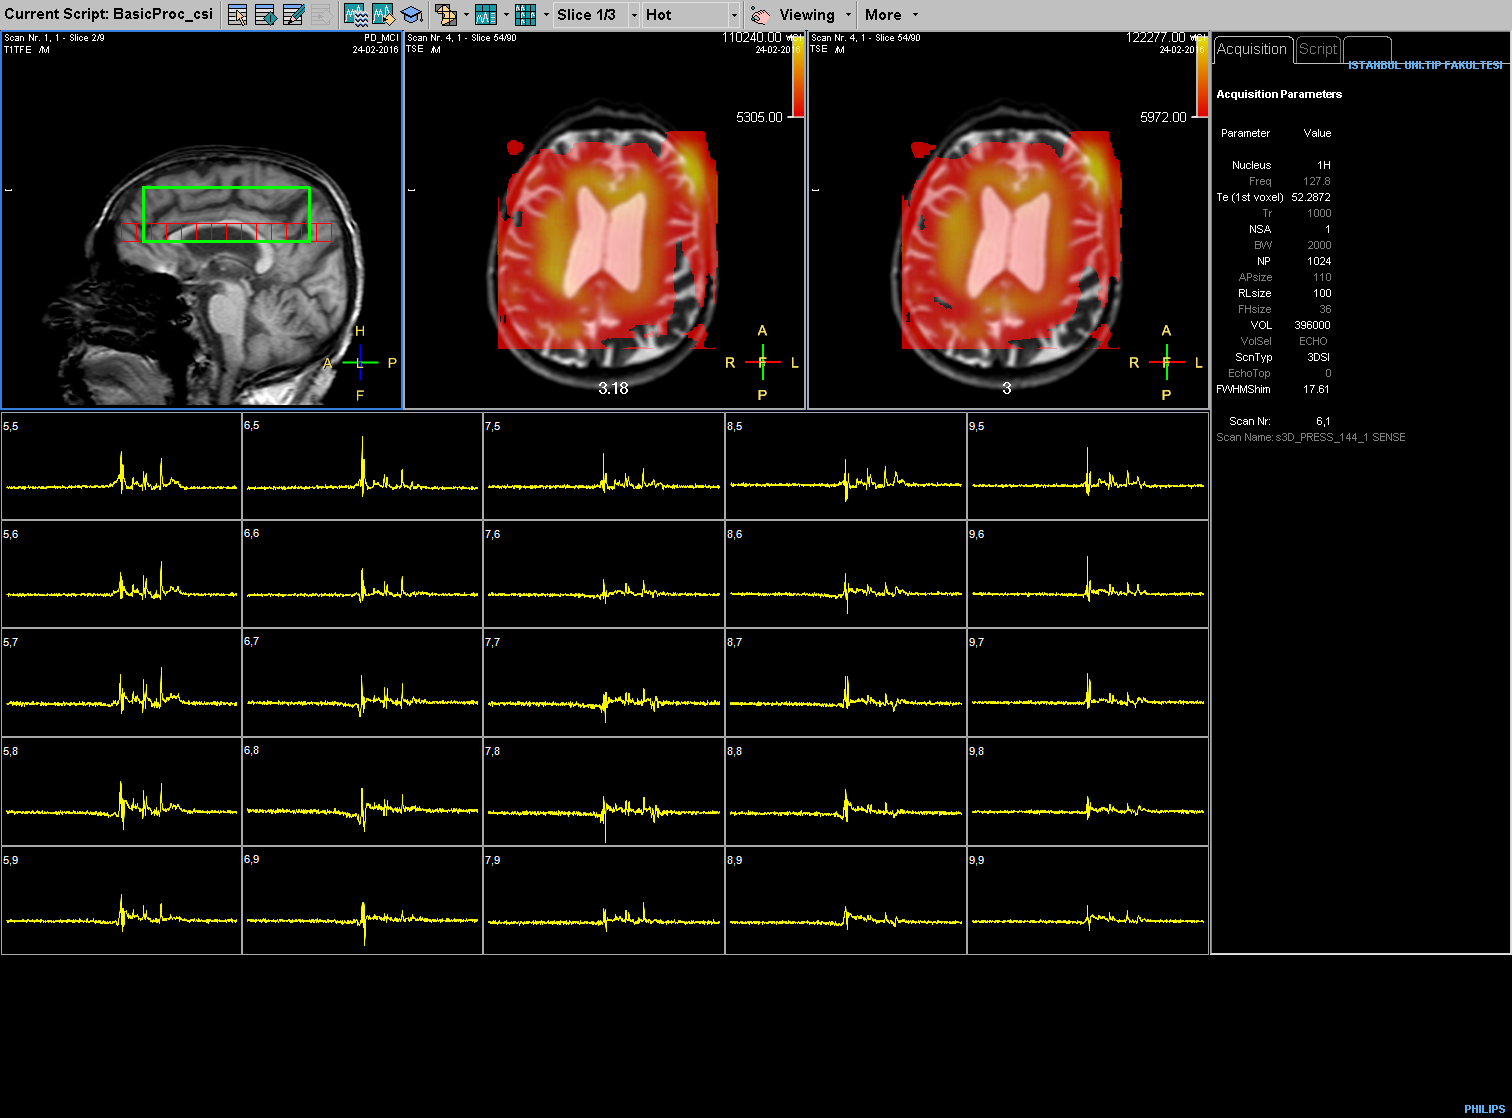 Current Script: BasicProc_csi
Slice 1/3
Hot
Viewing
More
Scan Nr. 1, 1 - Slice 2/9
PD_MCI
T1TFE /M
24-02-2016
H
A
L
P
F
Scan Nr. 4, 1 - Slice 54/90
110240.00
TSE /M
24-02-2016
5305.00
A
R
F
L
P
3.18
Scan Nr. 4, 1 - Slice 54/90
122277.00
TSE /M
24-02-2016
5972.00
A
R
F
L
P
3
Acquisition
Script
ISTANBUL UNI.TIP FAKULTESI
Acquisition Parameters
Parameter Value
Nucleus 1H
Freq 127.8
Te (1st voxel) 52.2872
Tr 1000
NSA 1
BW 2000
NP 1024
APsize 110
RLsize 100
FHsize 36
VOL 396000
VolSel ECHO
ScnTyp 3DSI
EchoTop 0
FWHMShim 17.61
Scan Nr: 6,1
Scan Name: s3D_PRESS_144_1 SENSE
5,5
6,5
7,5
8,5
9,5
5,6
6,6
7,6
8,6
9,6
5,7
6,7
7,7
8,7
9,7
5,8
6,8
7,8
8,8
9,8
5,9
6,9
7,9
8,9
9,9
PHILIPS